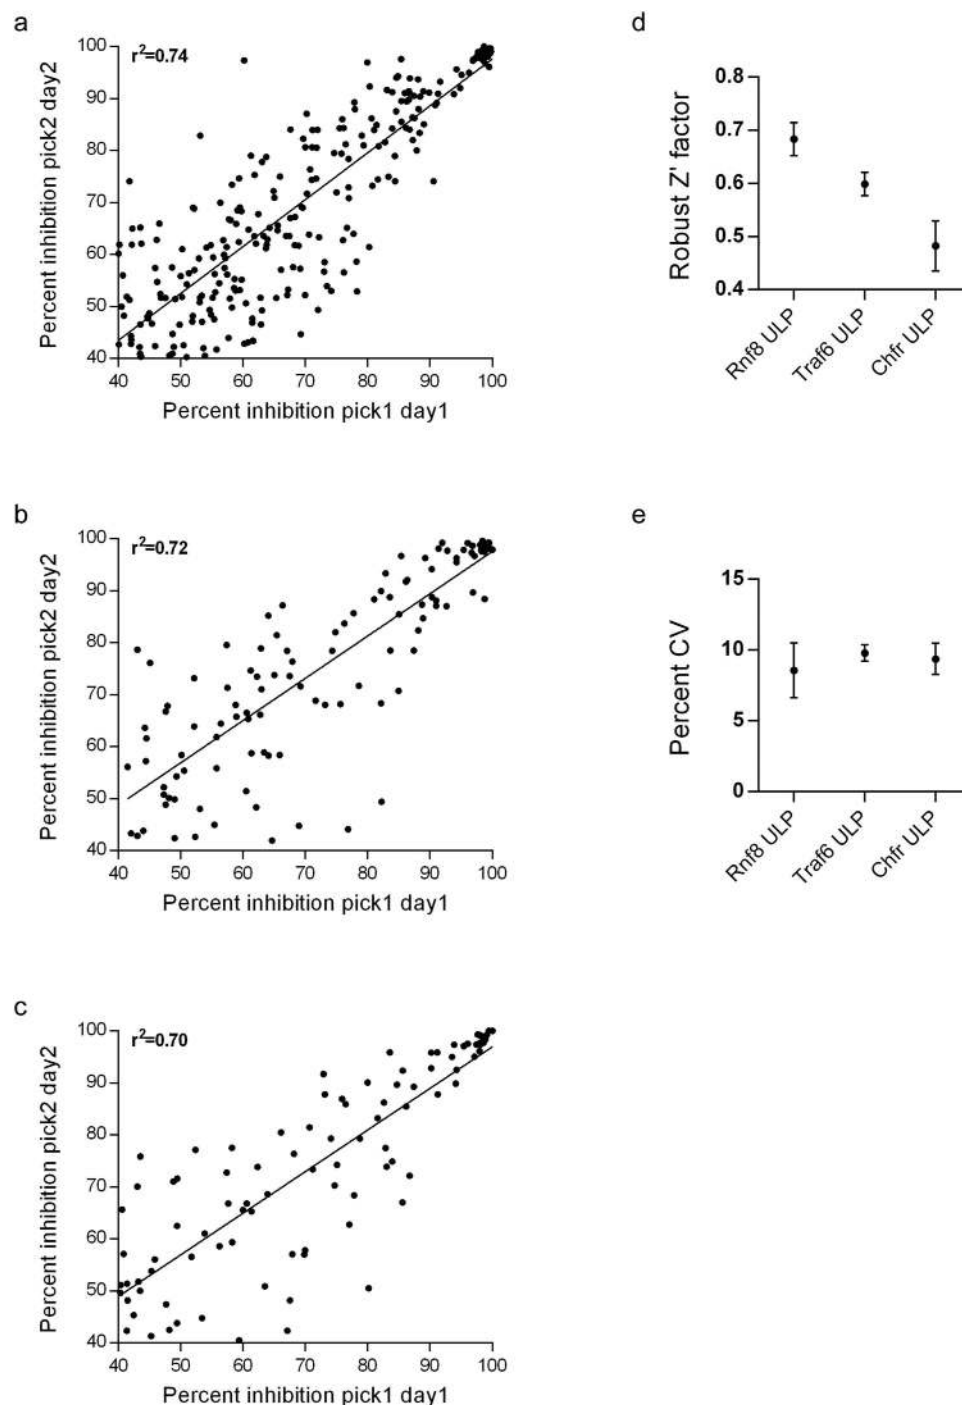 a
r²=0.74
Percent inhibition pick2 day2
100
90
80
70
60
50
40
40 50 60 70 80 90 100
Percent inhibition pick1 day1
b
r²=0.72
Percent inhibition pick2 day2
100
90
80
70
60
50
40
40 50 60 70 80 90 100
Percent inhibition pick1 day1
c
r²=0.70
Percent inhibition pick2 day2
100
90
80
70
60
50
40
40 50 60 70 80 90 100
Percent inhibition pick1 day1
d
Robust Z' factor
0.8
0.7
0.6
0.5
0.4
Rnf8 ULP
Traf6 ULP
Chfr ULP
e
Percent CV
15
10
5
0
Rnf8 ULP
Traf6 ULP
Chfr ULP